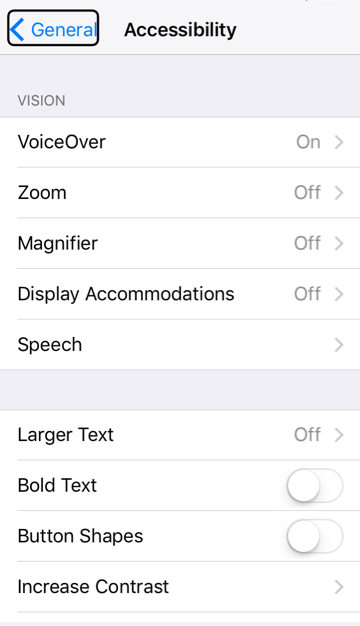 General Accessibility
VISION
VoiceOver On
Zoom Off
Magnifier Off
Display Accommodations Off
Speech
Larger Text Off
Bold Text
Button Shapes
Increase Contrast